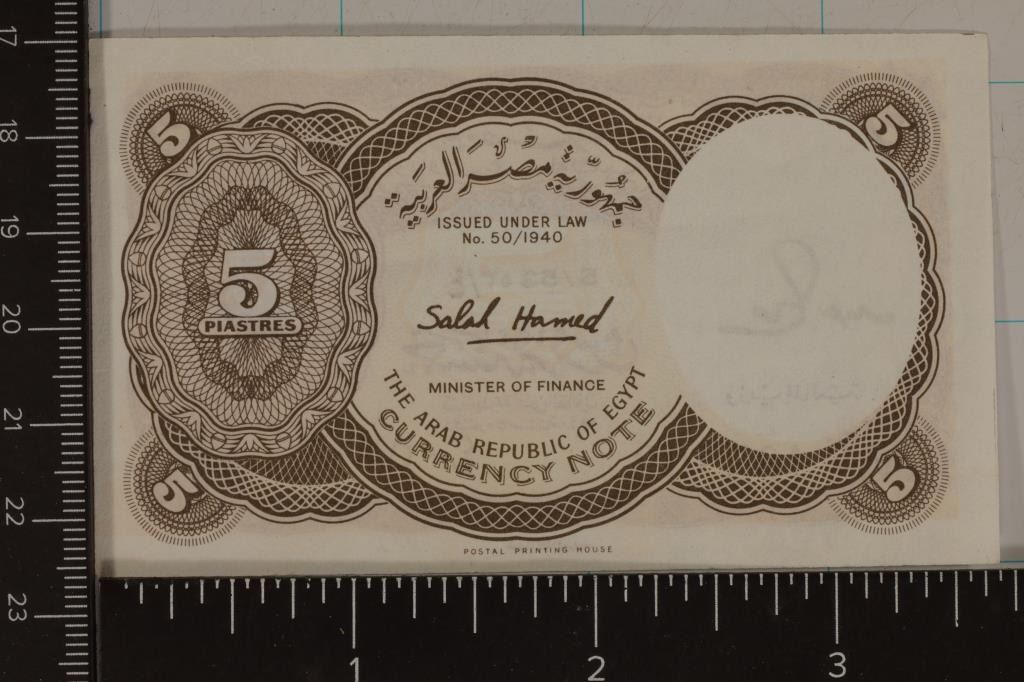 5
5
جمهورية مصر العربية
ISSUED UNDER LAW
No. 50/1940
5
PIASTRES
Salah Hamed
MINISTER OF FINANCE
THE ARAB REPUBLIC OF EGYPT
CURRENCY NOTE
5
5
POSTAL PRINTING HOUSE
17
18
19
20
21
22
23
1
2
3